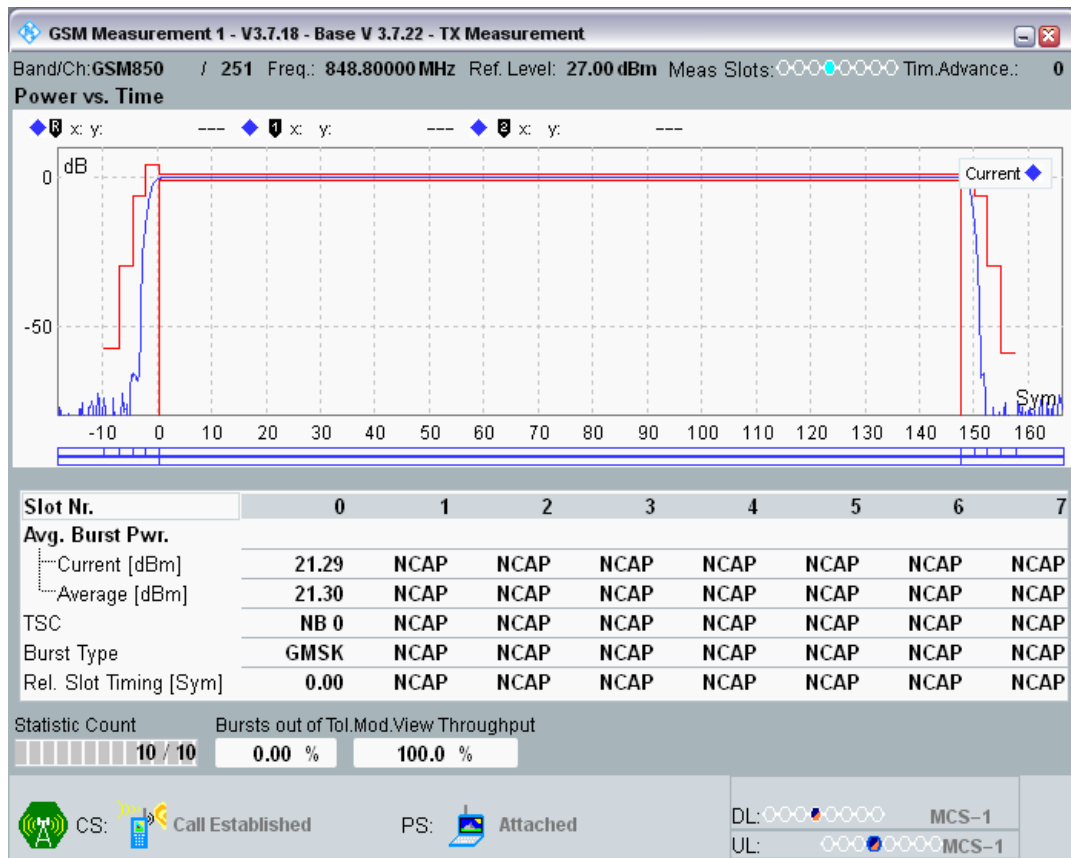 GSM Measurement 1 - V3.7.18 - Base V 3.7.22 - TX Measurement
Band/Ch:GSM850 / 251 Freq.: 848.80000 MHz Ref. Level: 27.00 dBm Meas Slots: Tim.Advance.: 0
Power vs. Time
R x: y: --- 1 x: y: --- 2 x: y: ---
dB
0
Current
-50
Sym
-10 0 10 20 30 40 50 60 70 80 90 100 110 120 130 140 150 160
Slot Nr. 0 1 2 3 4 5 6 7
Avg. Burst Pwr.
Current [dBm] 21.29 NCAP NCAP NCAP NCAP NCAP NCAP NCAP
Average [dBm] 21.30 NCAP NCAP NCAP NCAP NCAP NCAP NCAP
TSC NB 0 NCAP NCAP NCAP NCAP NCAP NCAP NCAP
Burst Type GMSK NCAP NCAP NCAP NCAP NCAP NCAP NCAP
Rel. Slot Timing [Sym] 0.00 NCAP NCAP NCAP NCAP NCAP NCAP NCAP
Statistic Count Bursts out of Tol. Mod.View Throughput
10 / 10 0.00 % 100.0 %
CS: Call Established PS: Attached DL: MCS-1
UL: MCS-1